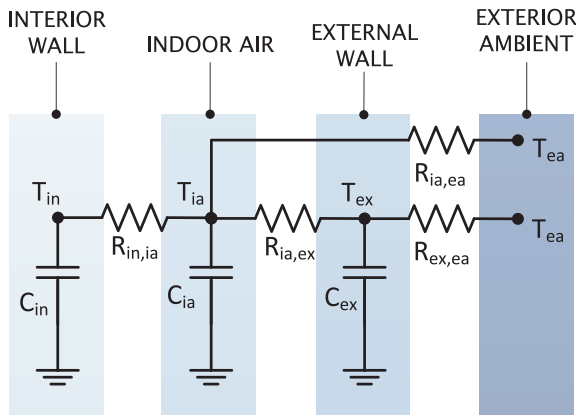 INTERIOR WALL
INDOOR AIR
EXTERNAL WALL
EXTERIOR AMBIENT
R_ia,ea
T_ea
T_in
T_ia
T_ex
R_in,ia
R_ia,ex
R_ex,ea
T_ea
C_in
C_ia
C_ex